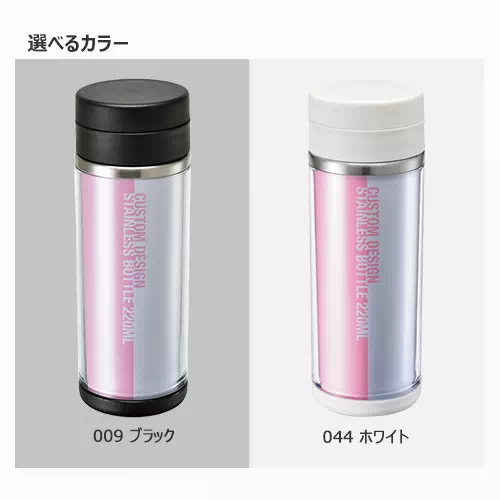 選べるカラー
CUSTOM DESIGN
STAINLESS BOTTLE 220ML
CUSTOM DESIGN
STAINLESS BOTTLE 220ML
009 ブラック
044 ホワイト